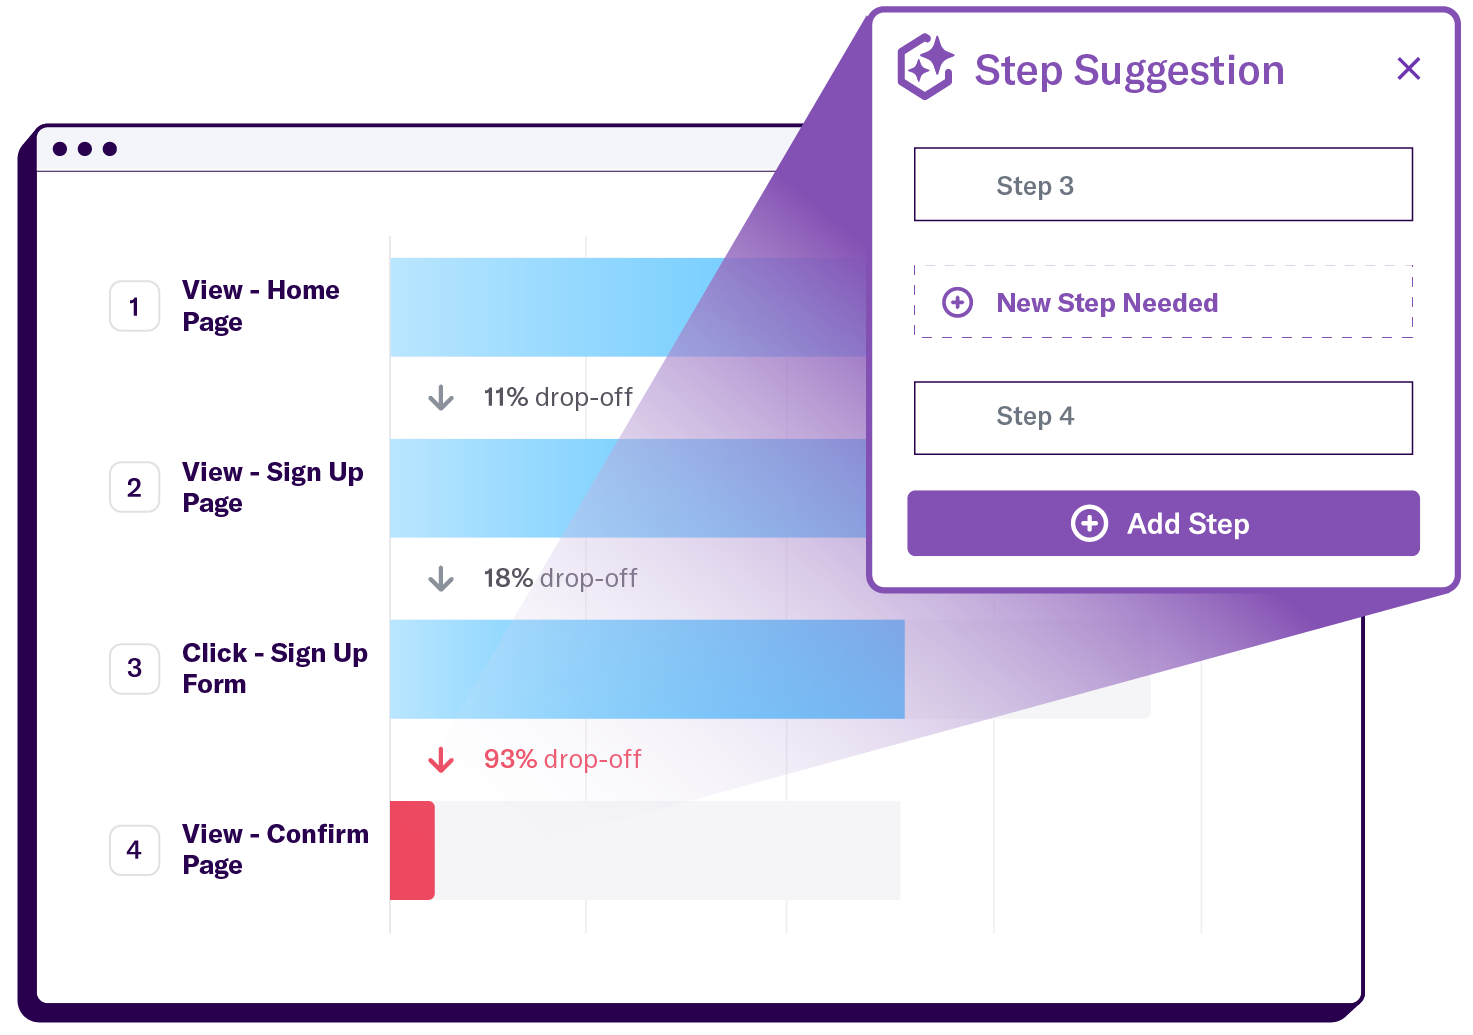 Step Suggestion
Step 3
New Step Needed
Step 4
Add Step
1
View - Home
Page
11% drop-off
2
View - Sign Up
Page
18% drop-off
3
Click - Sign Up
Form
93% drop-off
4
View - Confirm
Page